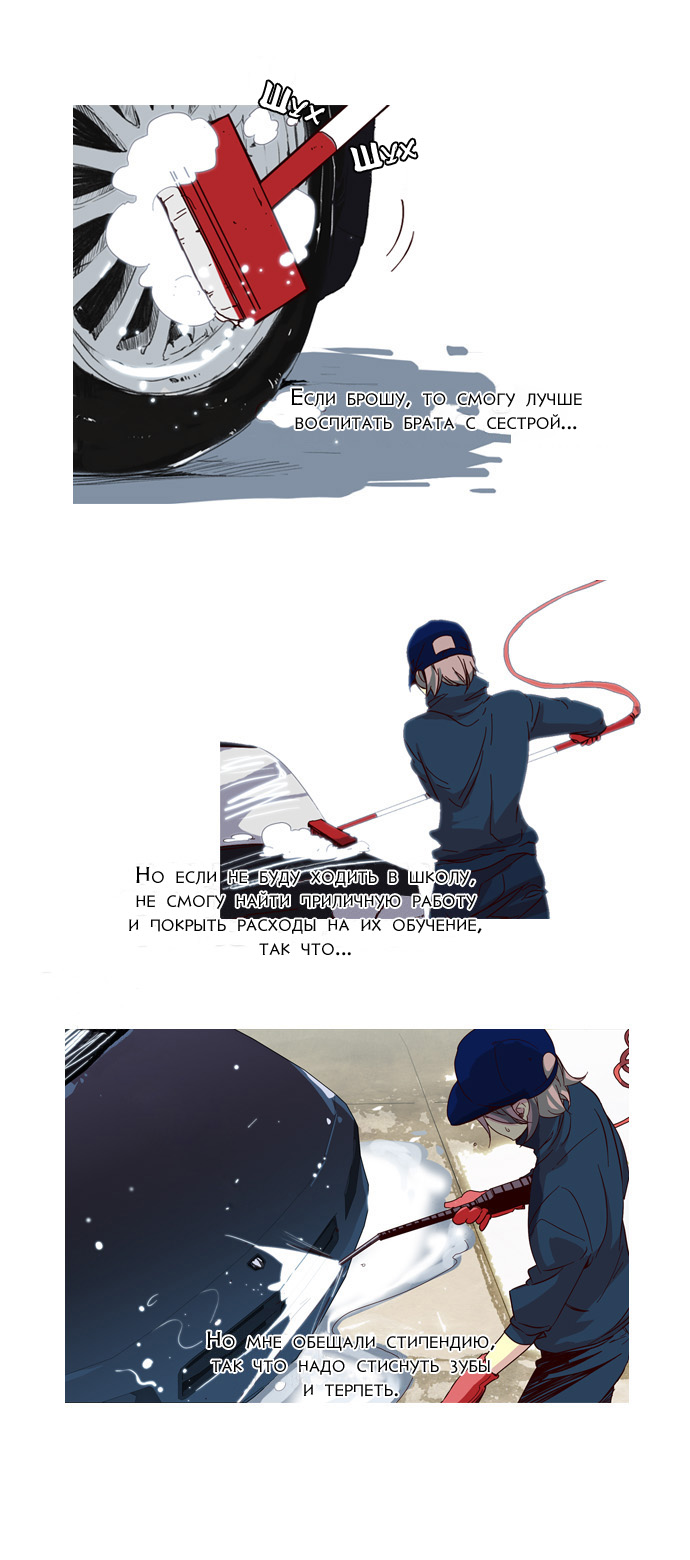 Шух
Шух
Если брошу, то смогу лучше
воспитать брата с сестрой...
Но если не буду ходить в школу,
не смогу найти приличную работу
и покрыть расходы на их обучение,
так что...
Но мне обещали стипендию,
так что надо стиснуть зубы
и терпеть.